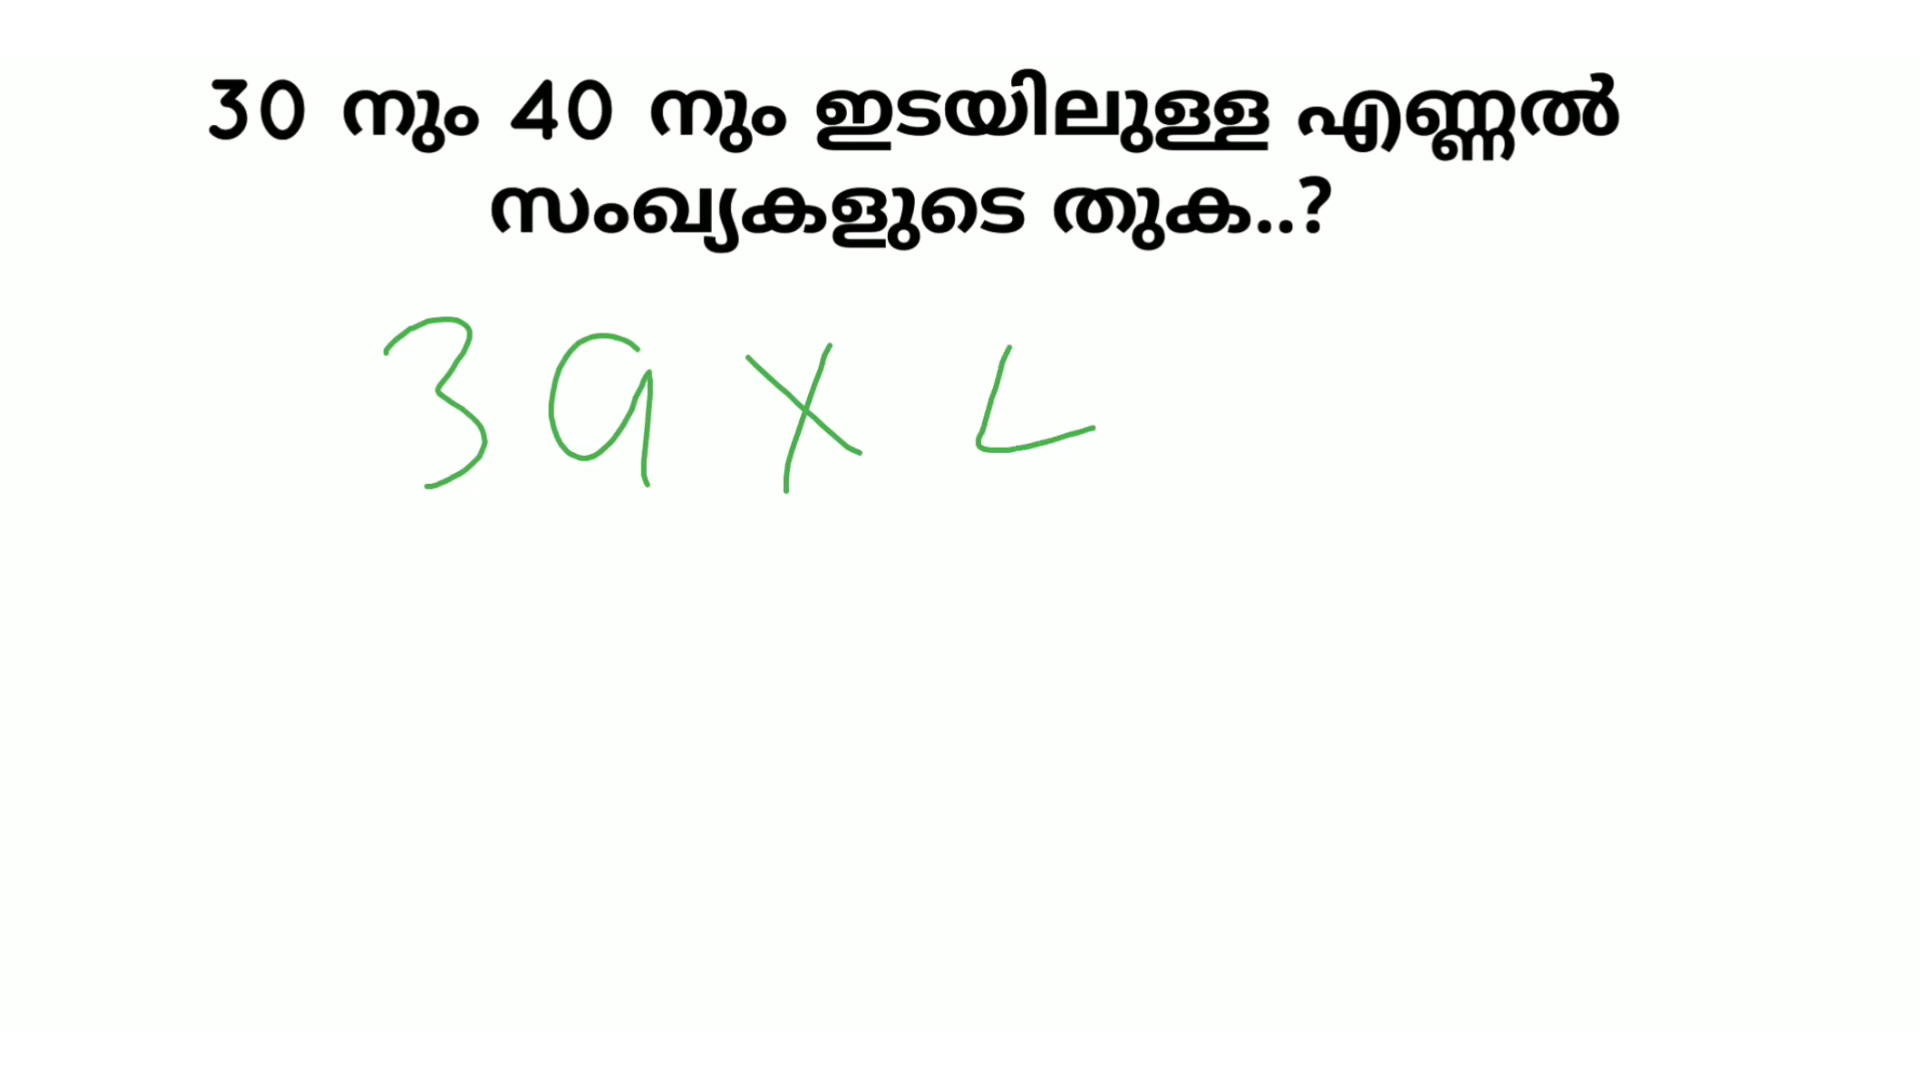 30 നും 40 നും ഇടയിലുള്ള എണ്ണൽ
സംഖ്യകളുടെ തുക..?
39 x